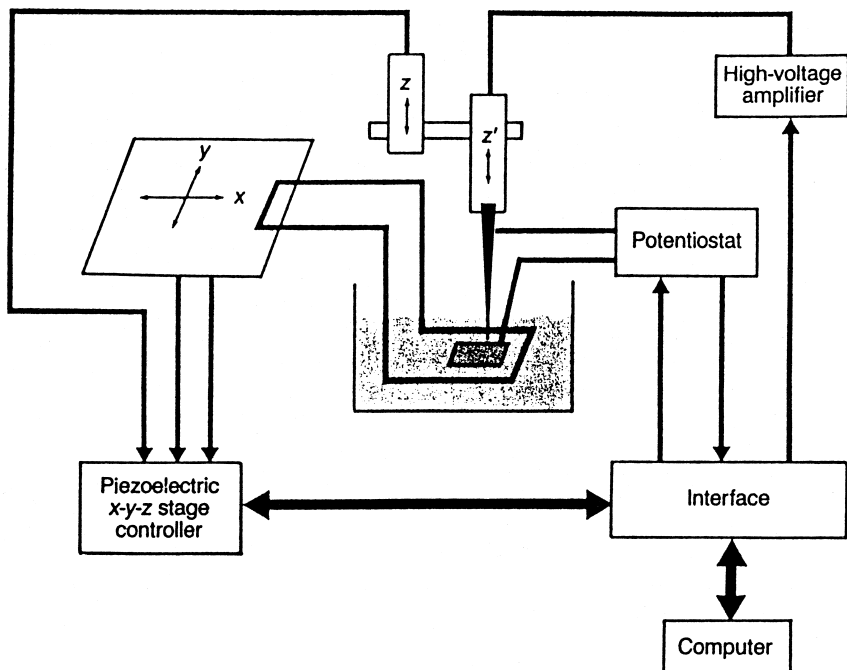 z
High-voltage
amplifier
z'
y
x
Potentiostat
Piezoelectric
x-y-z stage
controller
Interface
Computer